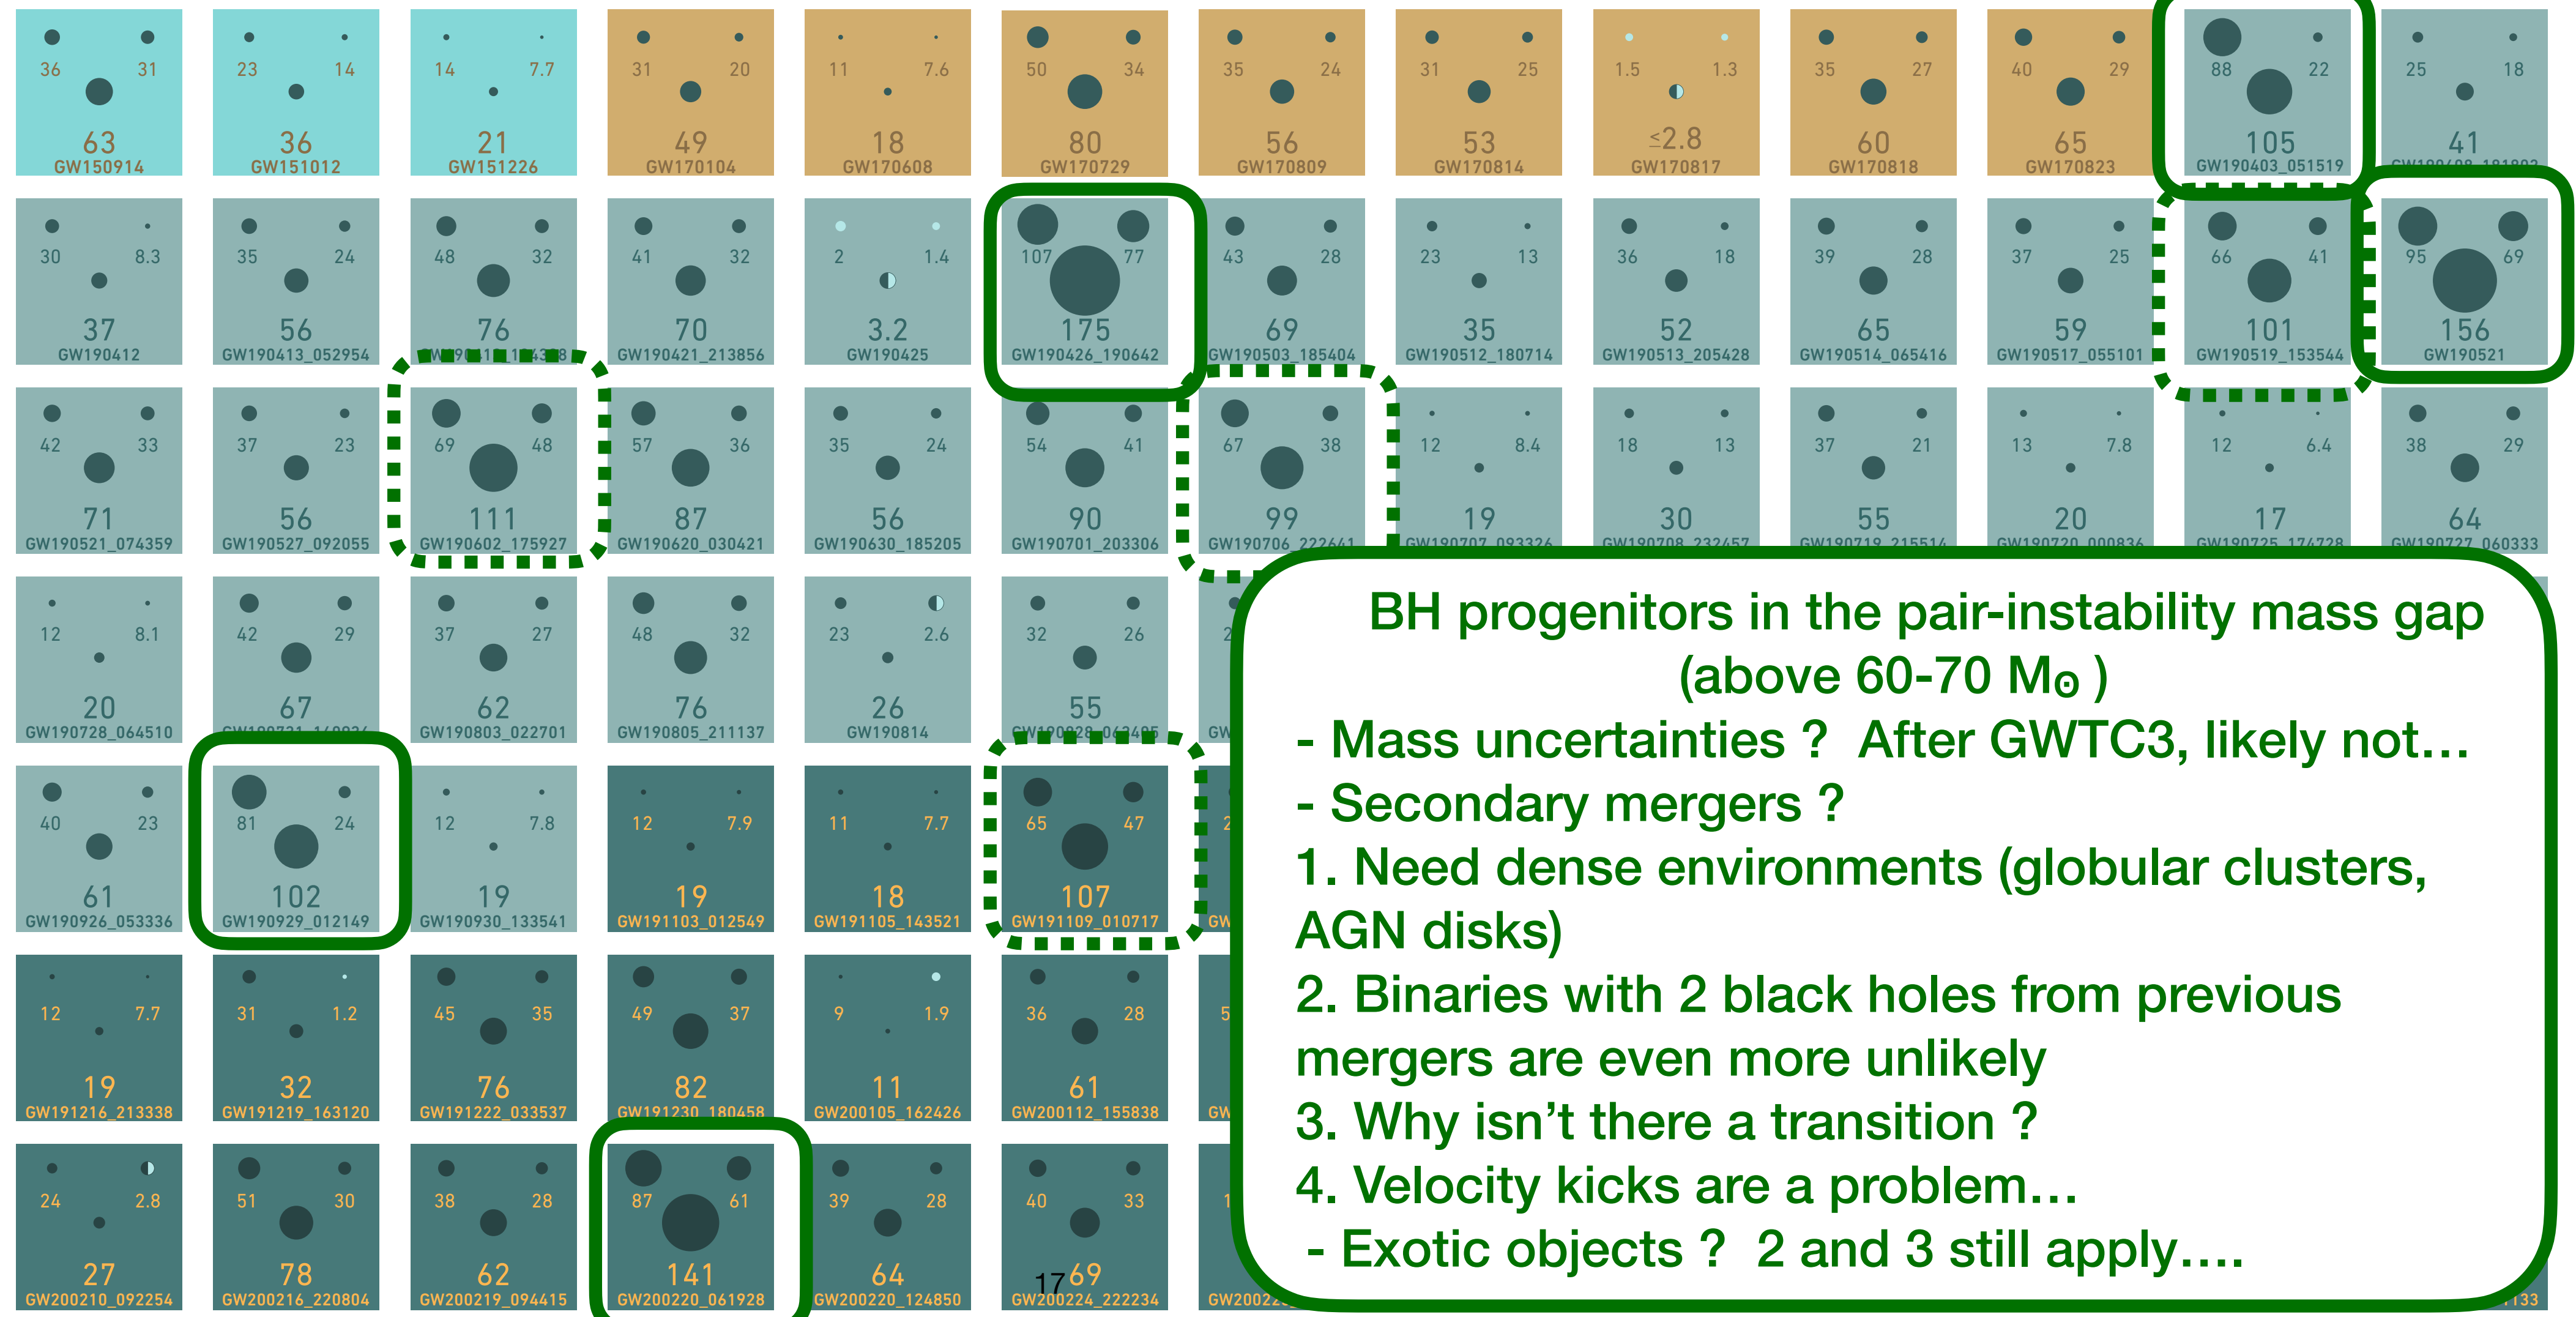 36 31
63
GW150914
23 14
36
GW151012
14 7.7
21
GW151226
31 20
49
GW170104
11 7.6
18
GW170608
50 34
80
GW170729
35 24
56
GW170809
31 25
53
GW170814
1.5 1.3
≤2.8
GW170817
35 27
60
GW170818
40 29
65
GW170823
88 22
105
GW190403_051519
25 18
41
30 8.3
37
GW190412
35 24
56
GW190413_052954
48 32
76
41 32
70
GW190421_213856
2 1.4
3.2
GW190425
107 77
175
GW190426_190642
43 28
69
GW190503_185404
23 13
35
GW190512_180714
36 18
52
GW190513_205428
39 28
65
GW190514_065416
37 25
59
GW190517_055101
66 41
101
GW190519_153544
95 69
156
GW190521
42 33
71
GW190521_074359
37 23
56
GW190527_092055
69 48
111
GW190602_175927
57 36
87
GW190620_030421
35 24
56
GW190630_185205
54 41
90
GW190701_203306
67 38
99
GW190706_222641
12 8.4
19
GW190707_093326
18 13
30
GW190708_232457
37 21
55
GW190719_215514
13 7.8
20
GW190720_000836
12 6.4
17
GW190725_174728
38 29
64
GW190727_060333
12 8.1
20
GW190728_064510
42 29
67
37 27
62
GW190803_022701
48 32
76
GW190805_211137
23 2.6
26
GW190814
32 26
55
40 23
61
GW190926_053336
81 24
102
GW190929_012149
12 7.8
19
GW190930_133541
12 7.9
19
GW191103_012549
11 7.7
18
GW191105_143521
65 47
107
GW191109_010717
12 7.7
19
GW191216_213338
31 1.2
32
GW191219_163120
45 35
76
GW191222_033537
49 37
82
GW191230_180458
9 1.9
11
GW200105_162426
36 28
61
GW200112_155838
24 2.8
27
GW200210_092254
51 30
78
GW200216_220804
38 28
62
GW200219_094415
87 61
141
GW200220_061928
39 28
64
GW200220_124850
40 33
69
GW200224_222234
17
BH progenitors in the pair-instability mass gap
(above 60-70 M⊙ )
- Mass uncertainties ? After GWTC3, likely not…
- Secondary mergers ?
1. Need dense environments (globular clusters,
AGN disks)
2. Binaries with 2 black holes from previous
mergers are even more unlikely
3. Why isn’t there a transition ?
4. Velocity kicks are a problem…
- Exotic objects ? 2 and 3 still apply….